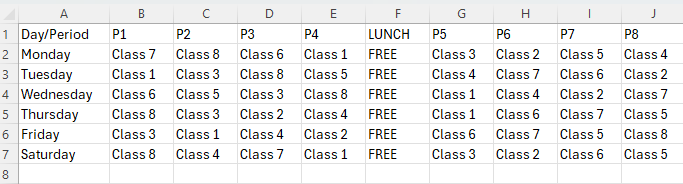 A B C D E F G H I J
1 Day/Period P1 P2 P3 P4 LUNCH P5 P6 P7 P8
2 Monday Class 7 Class 8 Class 6 Class 1 FREE Class 3 Class 2 Class 5 Class 4
3 Tuesday Class 1 Class 3 Class 8 Class 5 FREE Class 4 Class 7 Class 6 Class 2
4 Wednesday Class 6 Class 5 Class 3 Class 8 FREE Class 1 Class 4 Class 2 Class 7
5 Thursday Class 8 Class 3 Class 2 Class 4 FREE Class 1 Class 6 Class 7 Class 5
6 Friday Class 3 Class 1 Class 4 Class 2 FREE Class 6 Class 7 Class 5 Class 8
7 Saturday Class 8 Class 4 Class 7 Class 1 FREE Class 3 Class 2 Class 6 Class 5
8